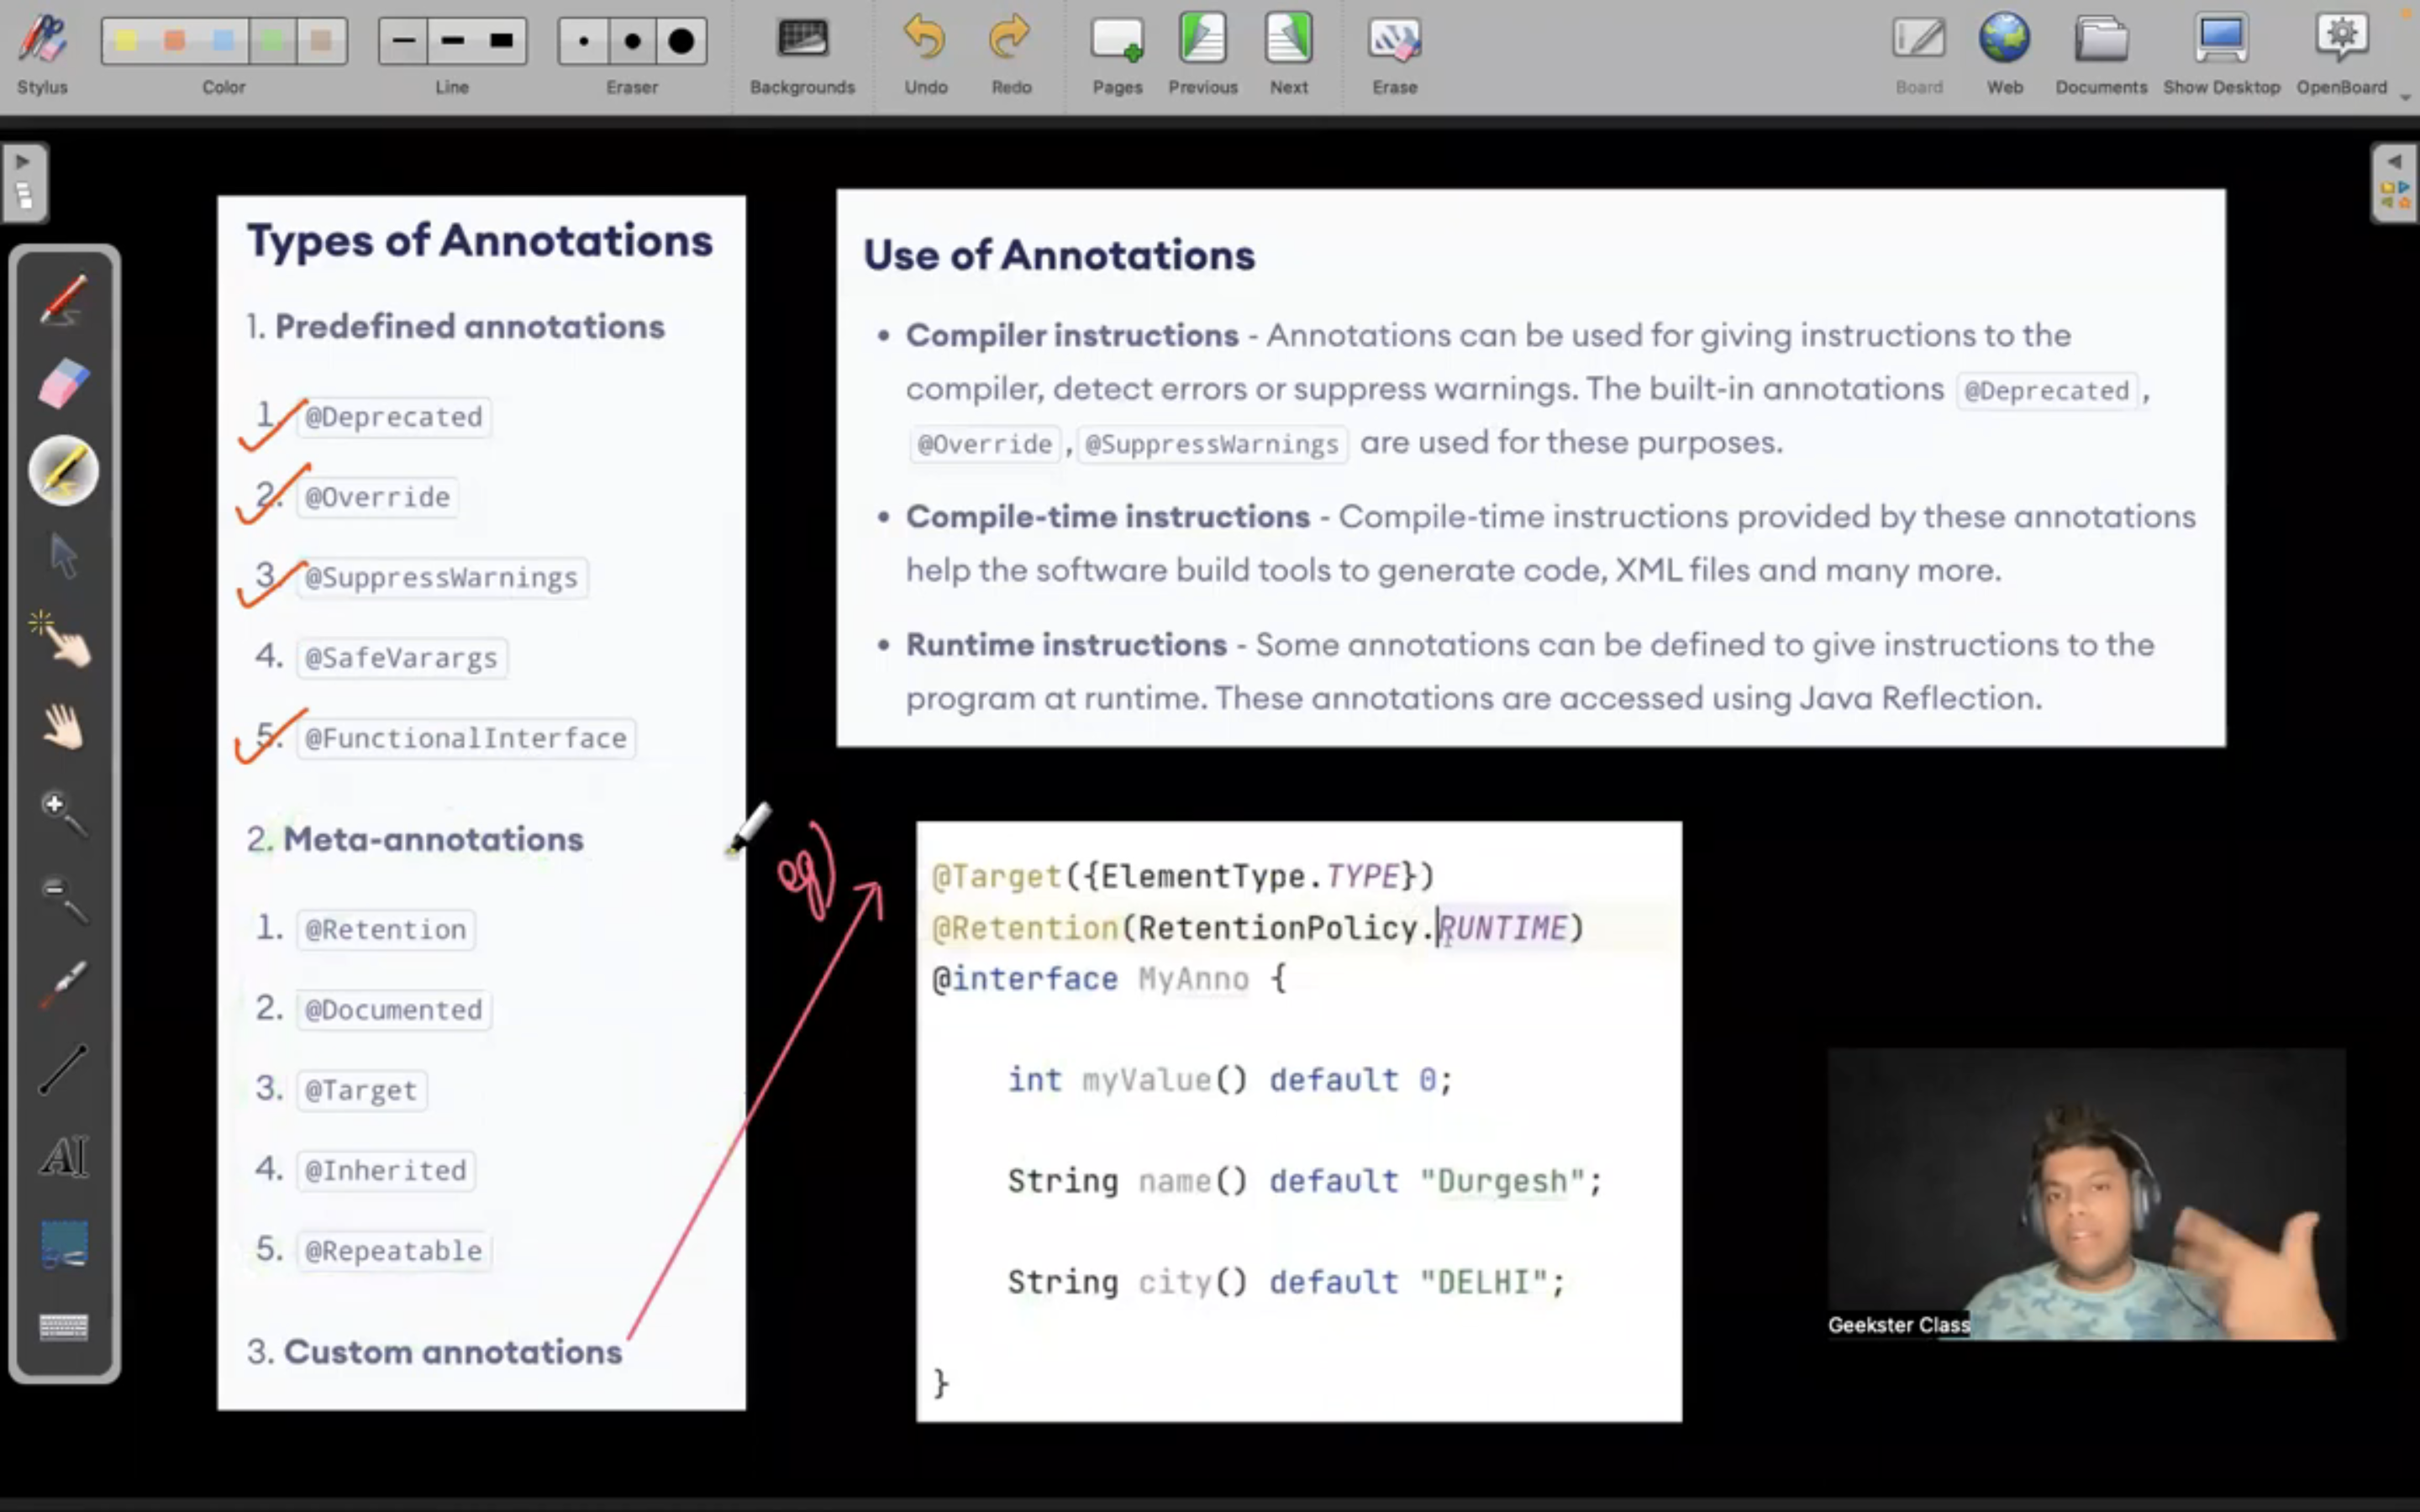 Stylus
Color
Line
Eraser
Backgrounds
Undo
Redo
Pages
Previous
Next
Erase
Board
Web
Documents
Show Desktop
OpenBoard
Types of Annotations
1. Predefined annotations
1. @Deprecated
2. @Override
3. @SuppressWarnings
4. @SafeVarargs
5. @FunctionalInterface
2. Meta-annotations
1. @Retention
2. @Documented
3. @Target
4. @Inherited
5. @Repeatable
3. Custom annotations
Use of Annotations
• Compiler instructions - Annotations can be used for giving instructions to the
compiler, detect errors or suppress warnings. The built-in annotations @Deprecated,
@Override, @SuppressWarnings are used for these purposes.
• Compile-time instructions - Compile-time instructions provided by these annotations
help the software build tools to generate code, XML files and many more.
• Runtime instructions - Some annotations can be defined to give instructions to the
program at runtime. These annotations are accessed using Java Reflection.
eg)
@Target({ElementType.TYPE})
@Retention(RetentionPolicy.RUNTIME)
@interface MyAnno {
int myValue() default 0;
String name() default "Durgesh";
String city() default "DELHI";
}
AI
Geekster Class